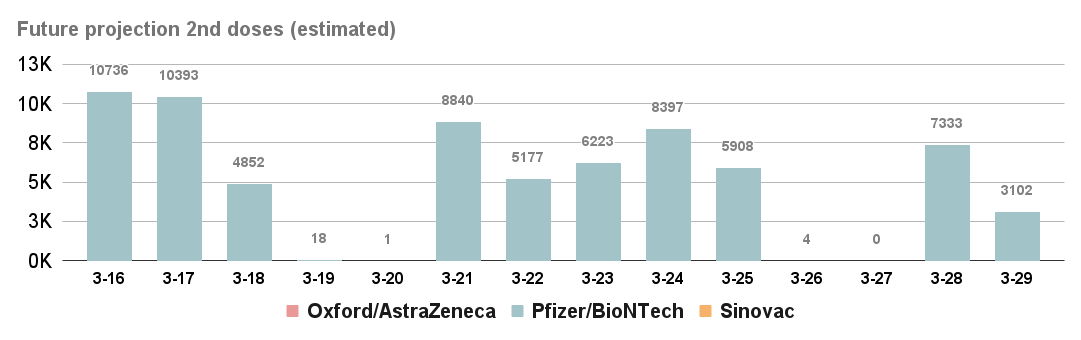 Future projection 2nd doses (estimated)
13K
10K
8K
5K
3K
0K
10736
10393
4852
18
1
8840
5177
6223
8397
5908
4
0
7333
3102
3-16 3-17 3-18 3-19 3-20 3-21 3-22 3-23 3-24 3-25 3-26 3-27 3-28 3-29
Oxford/AstraZeneca Pfizer/BioNTech Sinovac